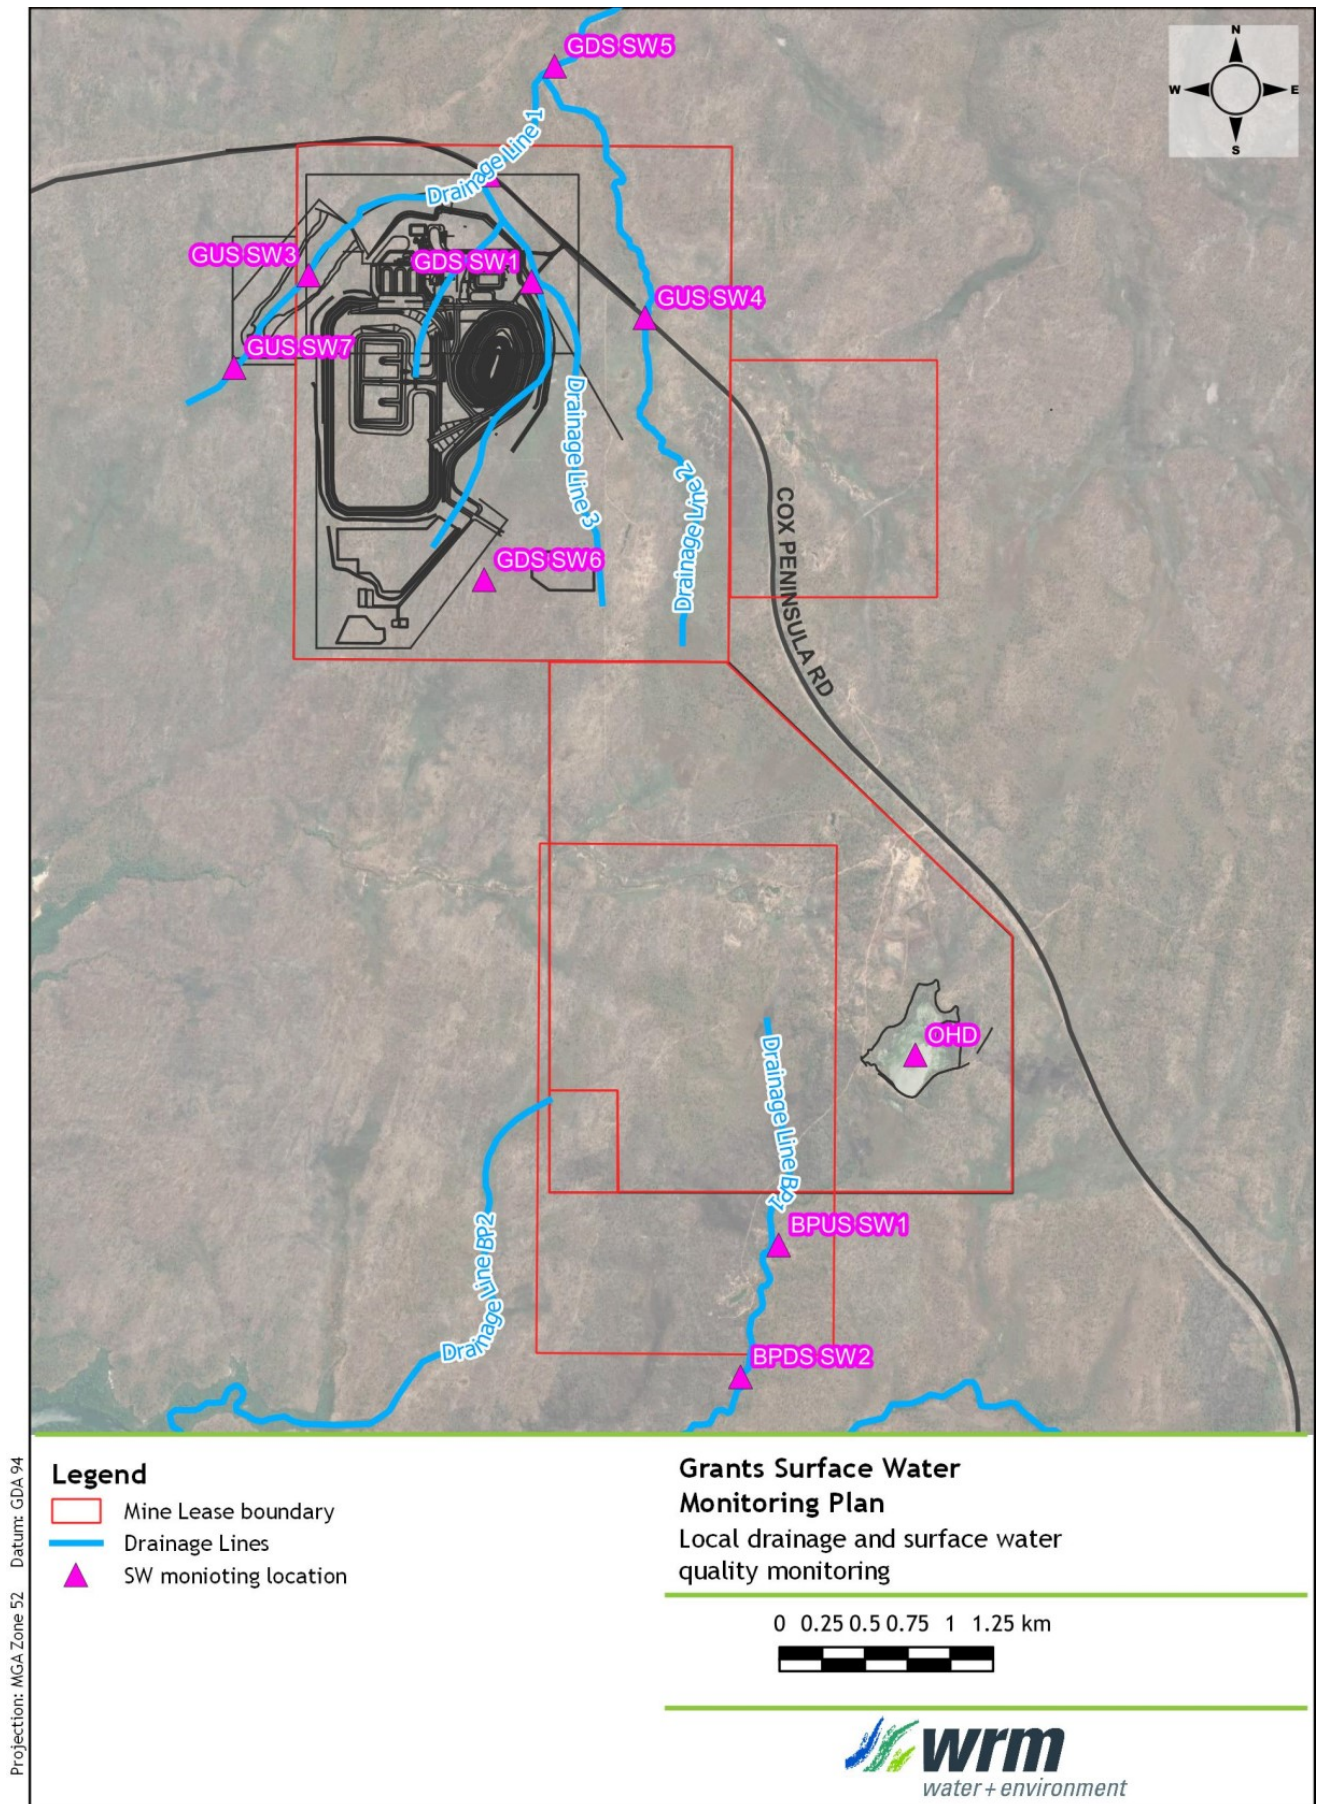 N
W
E
S
GDS SW5
Drainage Line 1
GUS SW3
GDS SW1
GUS SW4
GUS SW7
Drainage Line 3
Drainage Line 2
COX PENINSULA RD
GDS SW6
OHD
Drainage Line BP1
BPUS SW1
Drainage Line BP2
BPDS SW2
Projection: MGA Zone 52 Datum: GDA 94
Legend
Mine Lease boundary
Drainage Lines
SW monioting location
Grants Surface Water
Monitoring Plan
Local drainage and surface water
quality monitoring
0 0.25 0.5 0.75 1 1.25 km
wrm
water + environment